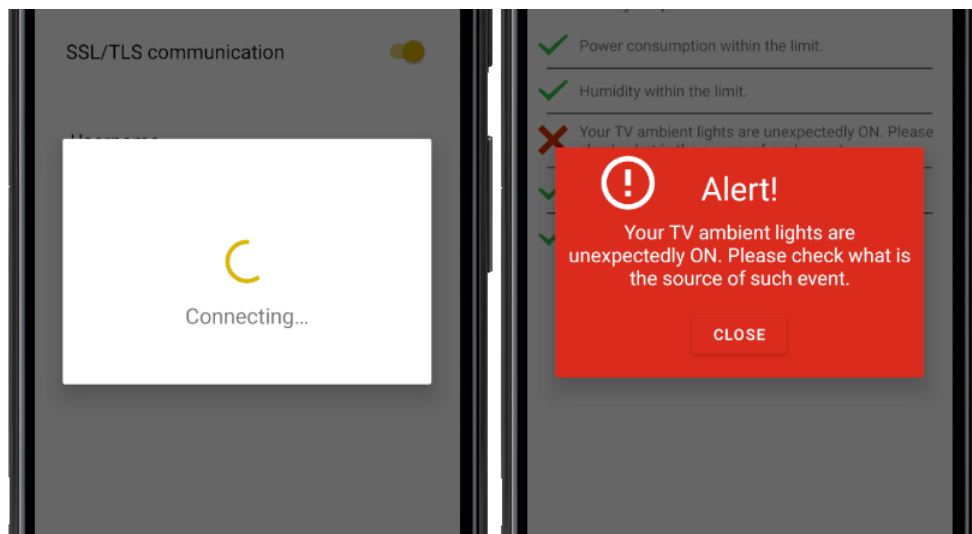 SSL/TLS communication
Username
Connecting...
Power consumption within the limit.
Humidity within the limit.
Your TV ambient lights are unexpectedly ON. Please
Alert!
Your TV ambient lights are
unexpectedly ON. Please check what is
the source of such event.
CLOSE